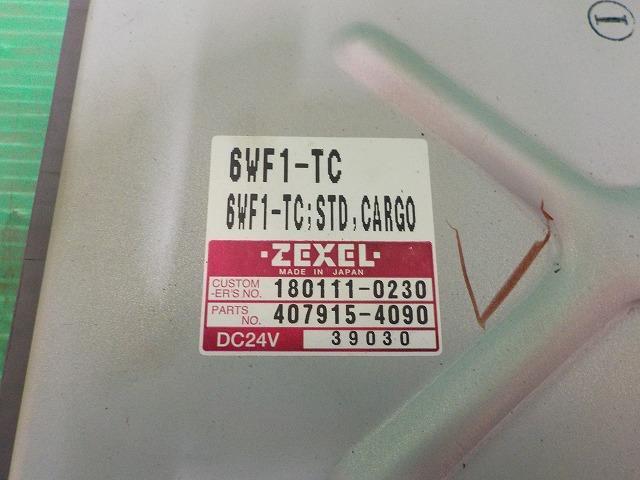 1
6WF1-TC
6WF1-TC;STD,CARGO
·ZEXEL·
MADE IN JAPAN
CUSTOM
-ER'S NO. 180111-0230
PARTS
NO. 407915-4090
DC24V 39030